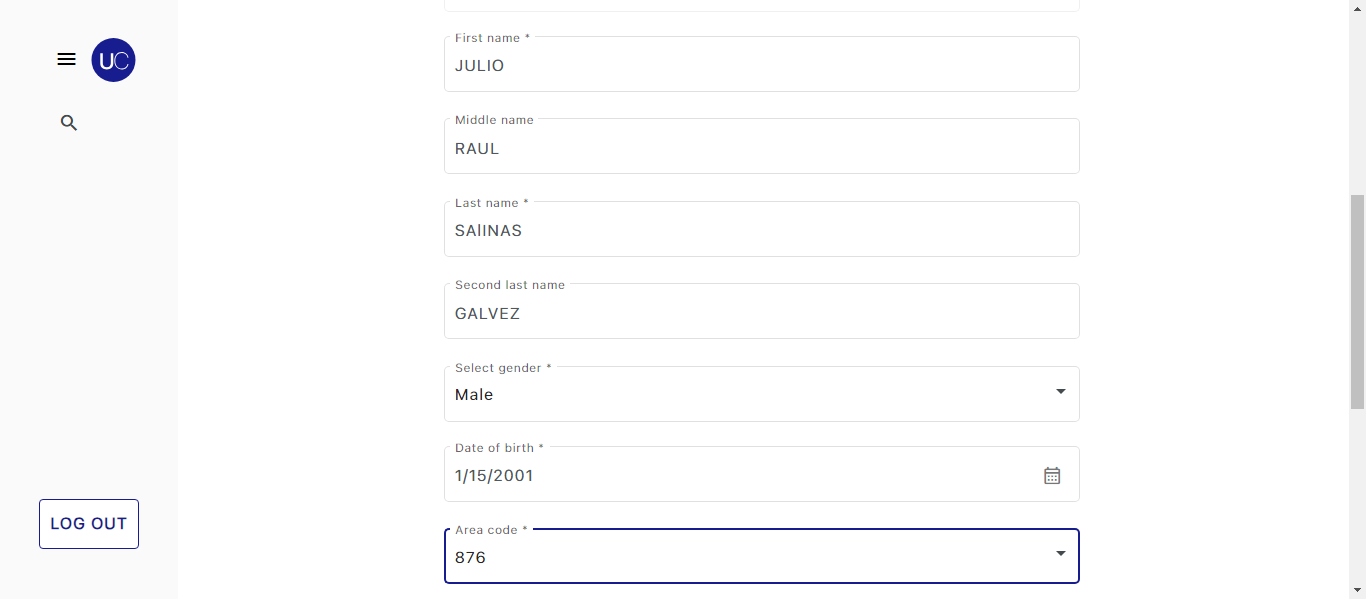 UC
First name *
JULIO
Middle name
RAUL
Last name *
SAlINAS
Second last name
GALVEZ
Select gender *
Male
Date of birth *
1/15/2001
Area code *
876
LOG OUT